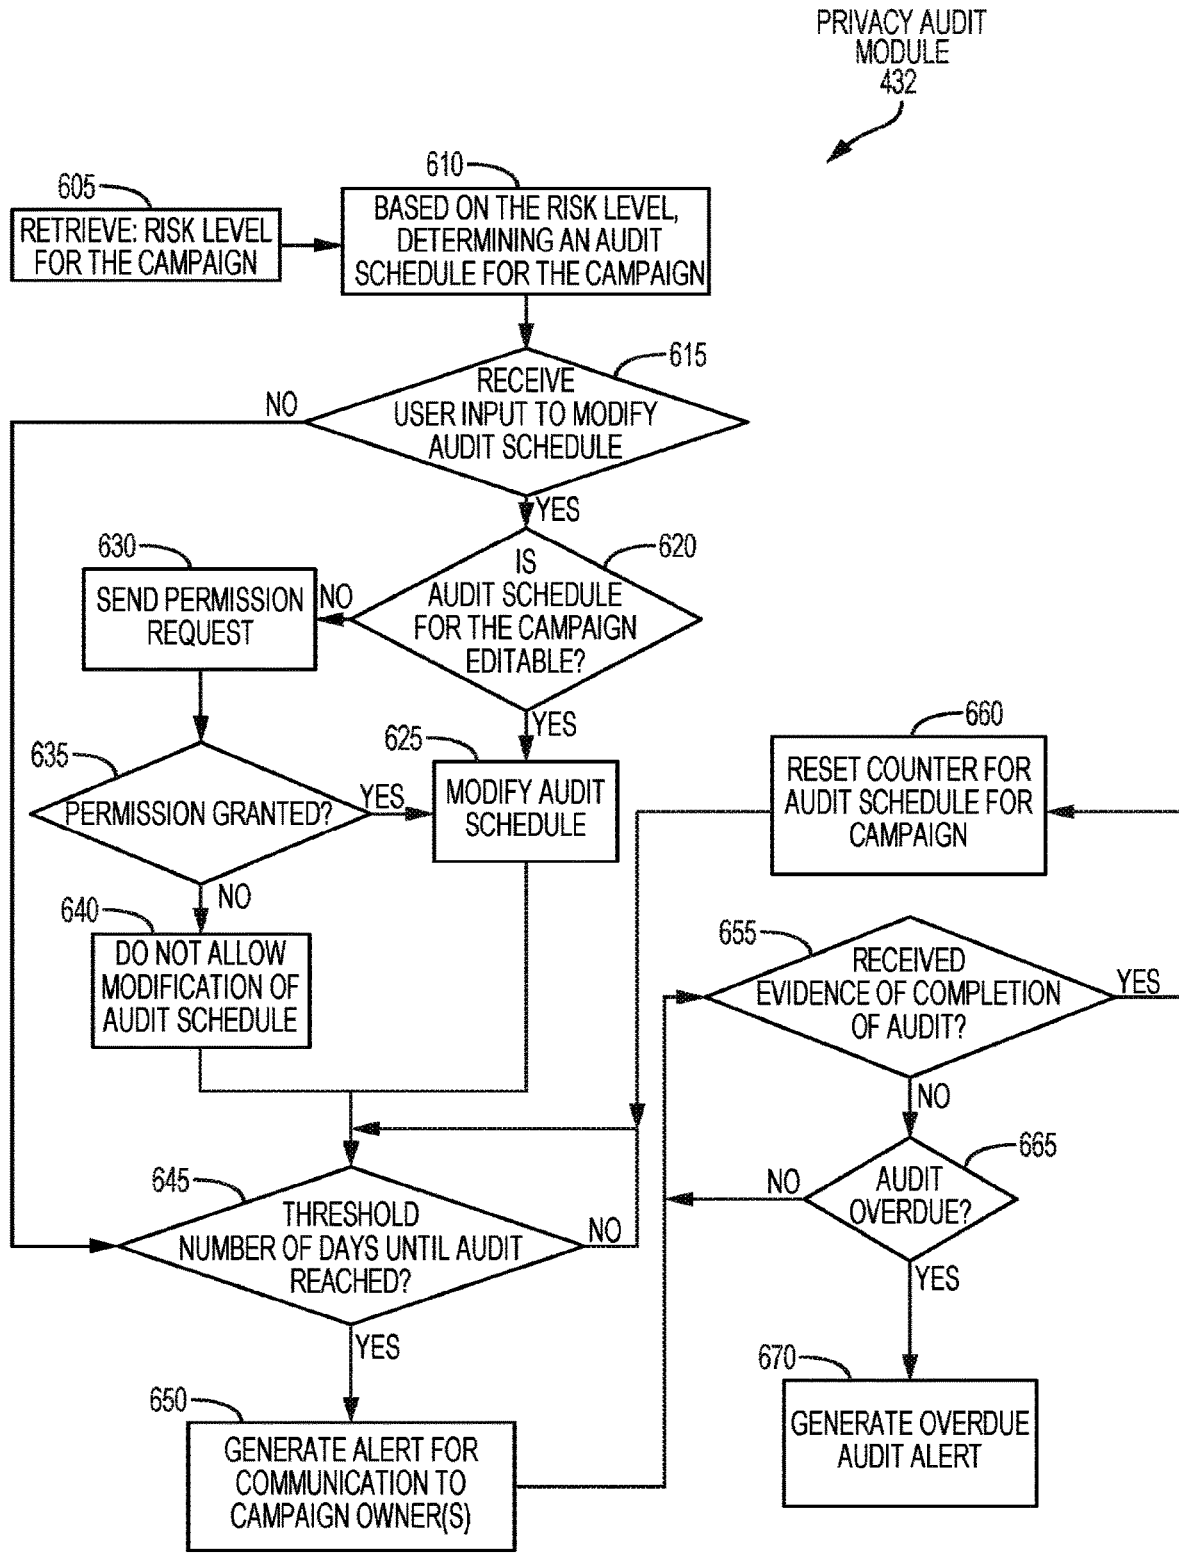 PRIVACY AUDIT
MODULE
432
605
RETRIEVE: RISK LEVEL
FOR THE CAMPAIGN
610
BASED ON THE RISK LEVEL,
DETERMINING AN AUDIT
SCHEDULE FOR THE CAMPAIGN
615
RECEIVE
USER INPUT TO MODIFY
AUDIT SCHEDULE
NO
YES
620
IS
AUDIT SCHEDULE
FOR THE CAMPAIGN
EDITABLE?
NO
YES
630
SEND PERMISSION
REQUEST
635
PERMISSION GRANTED?
YES
NO
625
MODIFY AUDIT
SCHEDULE
640
DO NOT ALLOW
MODIFICATION OF
AUDIT SCHEDULE
645
THRESHOLD
NUMBER OF DAYS UNTIL AUDIT
REACHED?
NO
YES
650
GENERATE ALERT FOR
COMMUNICATION TO
CAMPAIGN OWNER(S)
660
RESET COUNTER FOR
AUDIT SCHEDULE FOR
CAMPAIGN
655
RECEIVED
EVIDENCE OF COMPLETION
OF AUDIT?
YES
NO
665
AUDIT
OVERDUE?
NO
YES
670
GENERATE OVERDUE
AUDIT ALERT